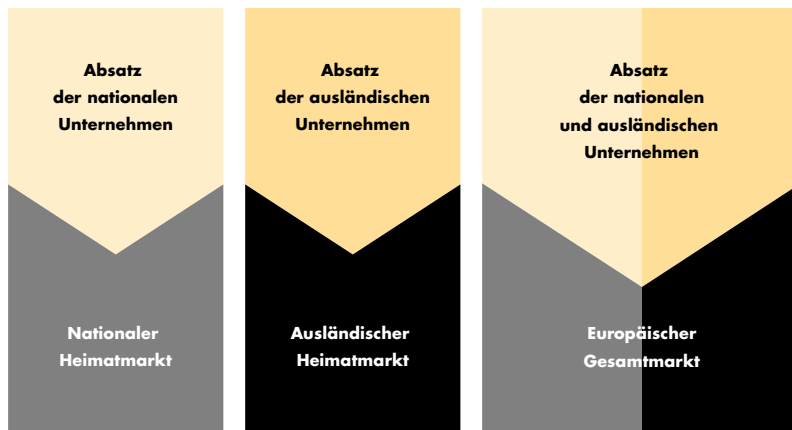 Absatz
der nationalen
Unternehmen
Absatz
der ausländischen
Unternehmen
Absatz
der nationalen
und ausländischen
Unternehmen
Nationaler
Heimatmarkt
Ausländischer
Heimatmarkt
Europäischer
Gesamtmarkt